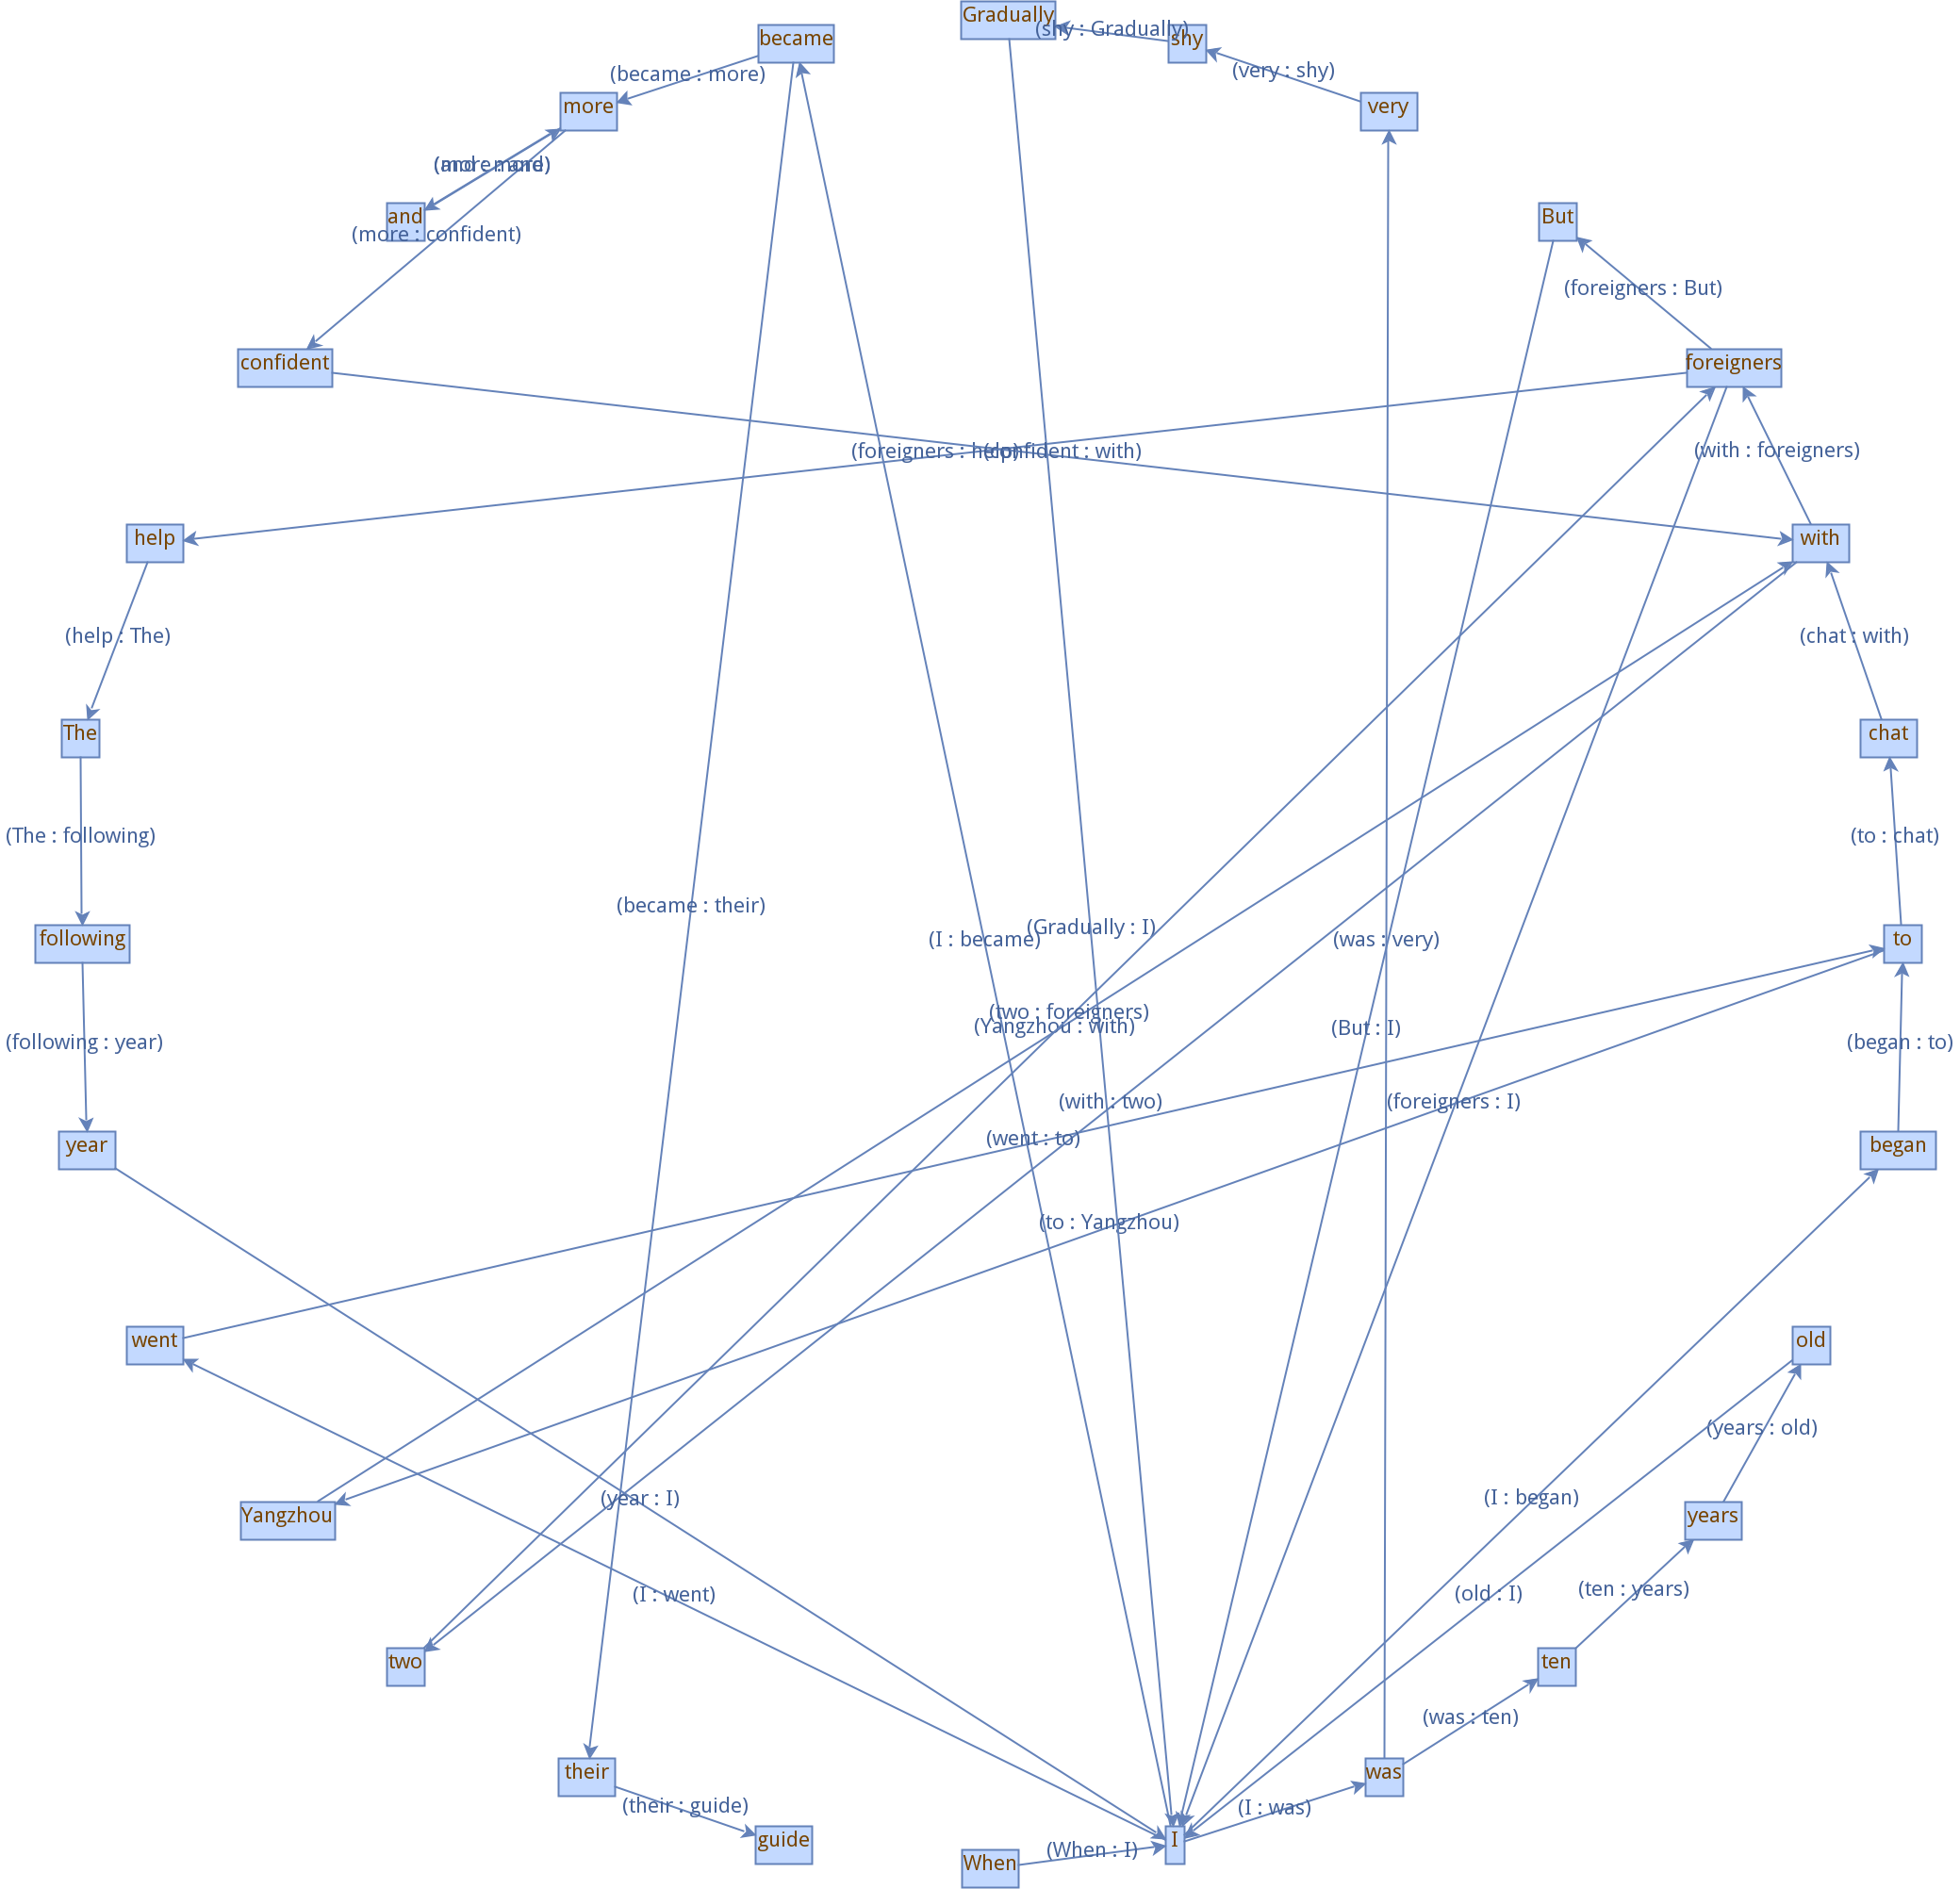 Gradually
became
shy
(shy : Gradually)
(became : more)
(very : shy)
more
very
(and : more)
(more : and)
and
But
(more : confident)
(foreigners : But)
confident
foreigners
(foreigners : help)
(confident : with)
(with : foreigners)
help
with
(help : The)
(chat : with)
The
chat
(The : following)
(to : chat)
(became : their)
(Gradually : I)
following
(I : became)
(was : very)
to
(two : foreigners)
(Yangzhou : with)
(But : I)
(following : year)
(began : to)
(with : two)
(foreigners : I)
(went : to)
year
began
(to : Yangzhou)
went
old
(years : old)
(year : I)
(I : began)
Yangzhou
years
(ten : years)
(I : went)
(old : I)
two
ten
(was : ten)
their
was
(their : guide)
(I : was)
guide
I
(When : I)
When